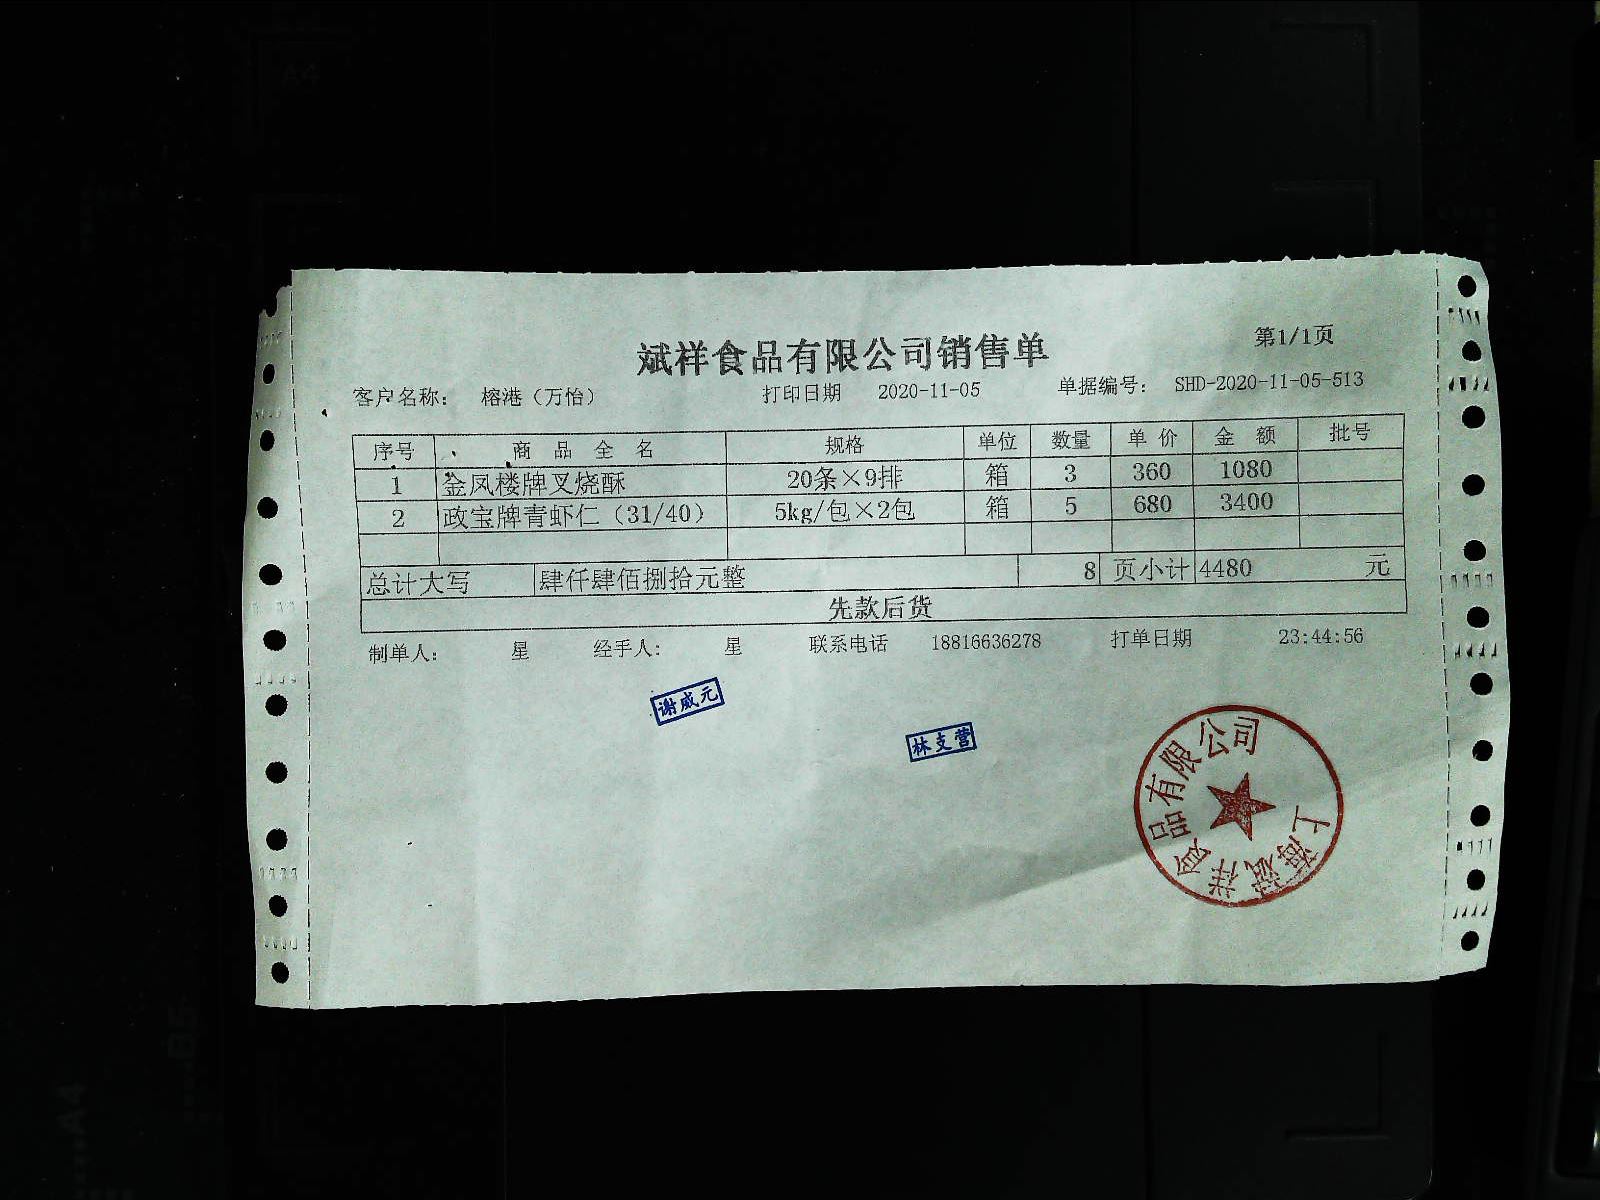 第1/1页
斌祥食品有限公司销售单
客户名称： 榕港（万怡） 打印日期 2020-11-05 单据编号： SHD-2020-11-05-513
序号 商品全名 规格 单位 数量 单价 金额 批号
1 金凤楼牌叉烧酥 20条×9排 箱 3 360 1080
2 政宝牌青虾仁（31/40） 5kg/包×2包 箱 5 680 3400
总计大写 肆仟肆佰捌拾元整 8 页小计 4480 元
先款后货
制单人： 星 经手人： 星 联系电话 18816636278 打单日期 23:44:56
谢威元
林支营
上海斌祥食品有限公司
A4
A4